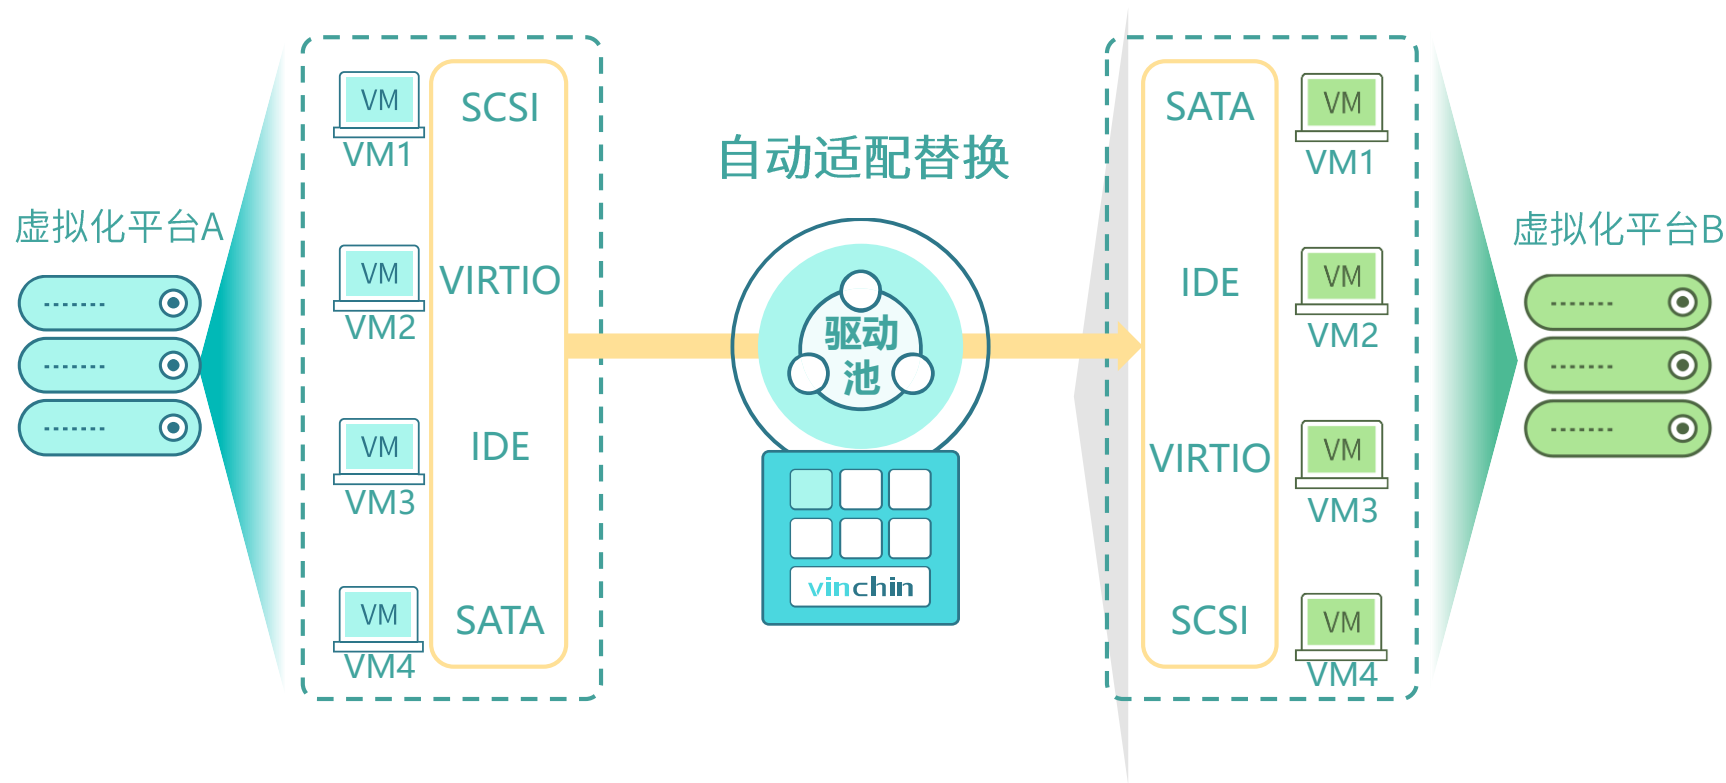 虚拟化平台A
VM
VM1
VM
VM2
VM
VM3
VM
VM4
SCSI
VIRTIO
IDE
SATA
自动适配替换
驱动
池
vinchin
SATA
IDE
VIRTIO
SCSI
VM
VM1
VM
VM2
VM
VM3
VM
VM4
虚拟化平台B